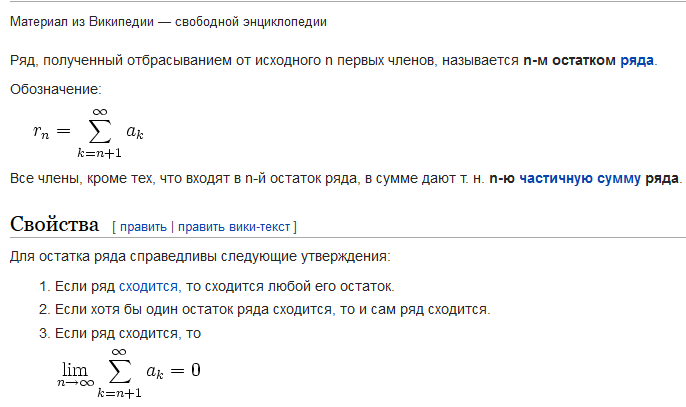 Материал из Википедии — свободной энциклопедии
Ряд, полученный отбрасыванием от исходного n первых членов, называется n-м остатком ряда.
Обозначение:
r_n = \sum_{k=n+1}^{\infty} a_k
Все члены, кроме тех, что входят в n-й остаток ряда, в сумме дают т. н. n-ю частичную сумму ряда.
Свойства [ править | править вики-текст ]
Для остатка ряда справедливы следующие утверждения:
1. Если ряд сходится, то сходится любой его остаток.
2. Если хотя бы один остаток ряда сходится, то и сам ряд сходится.
3. Если ряд сходится, то
\lim_{n→∞} \sum_{k=n+1}^{\infty} a_k = 0